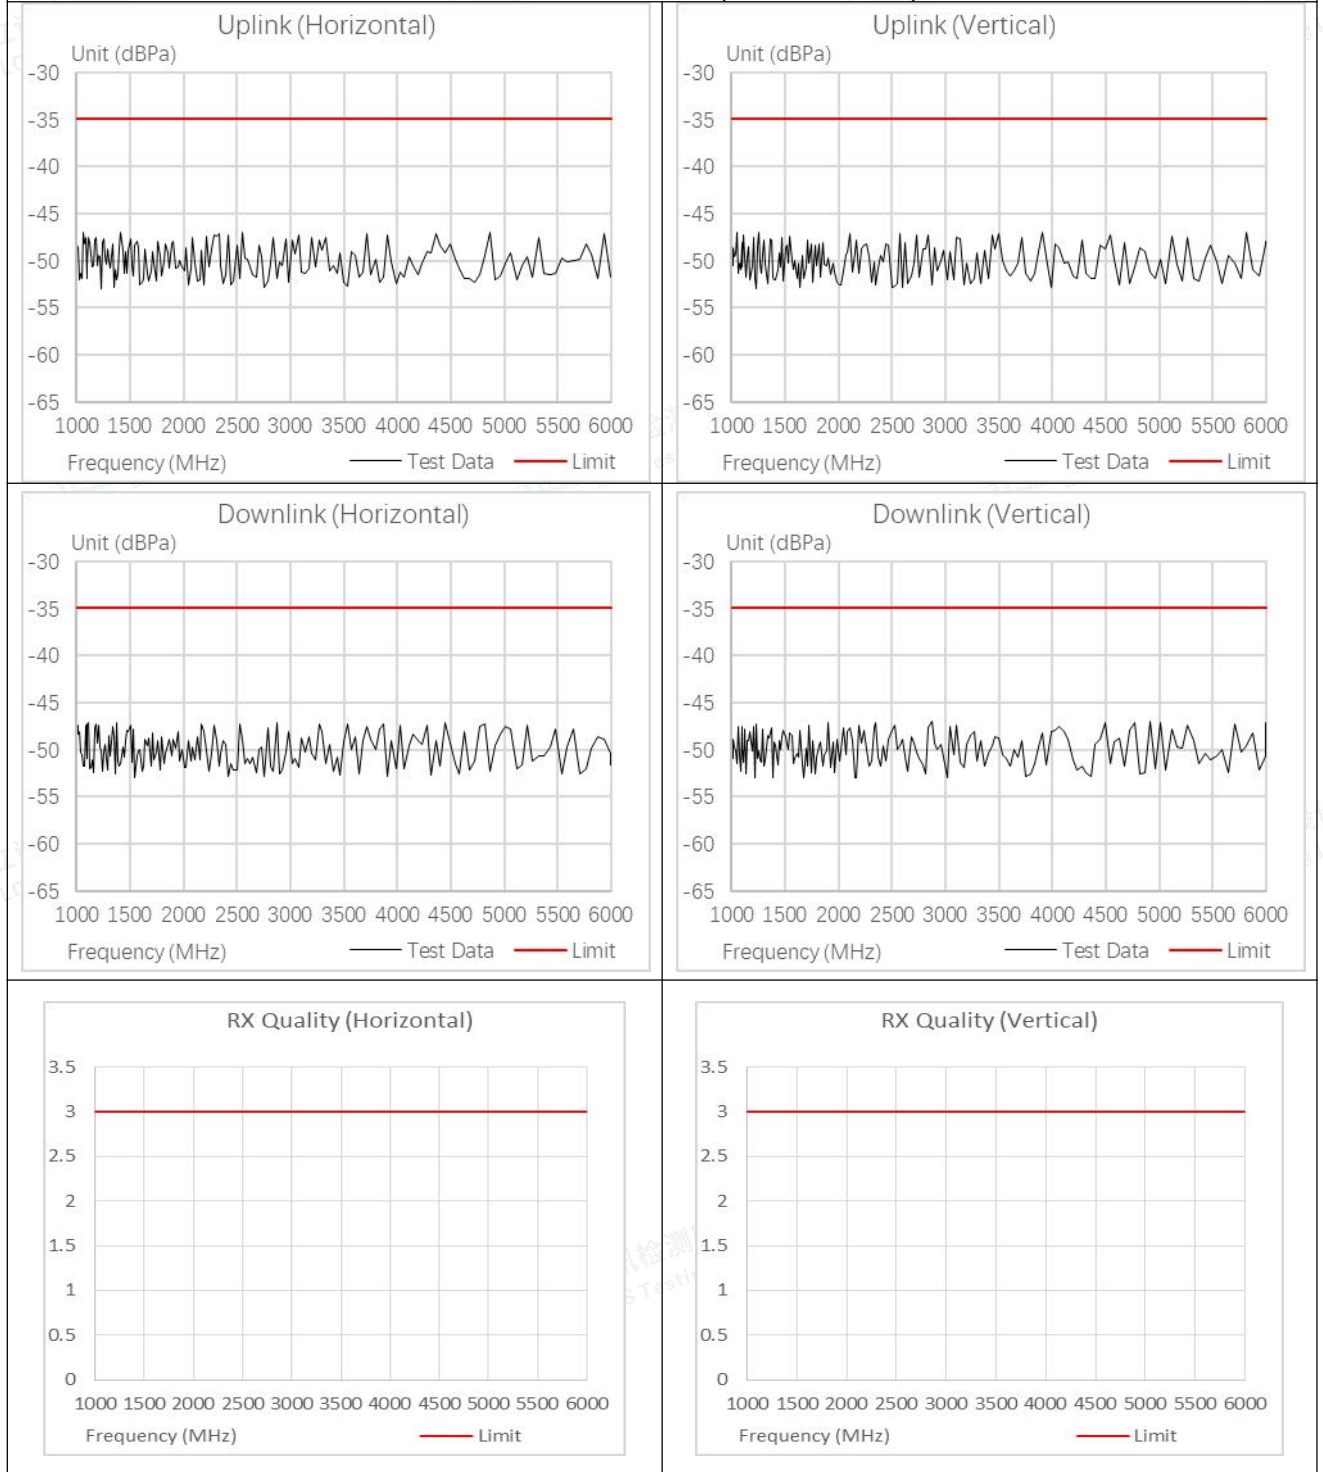 Uplink (Horizontal)
Unit (dBPa)
-30
-35
-40
-45
-50
-55
-60
-65
1000 1500 2000 2500 3000 3500 4000 4500 5000 5500 6000
Frequency (MHz) Test Data Limit
Uplink (Vertical)
Unit (dBPa)
-30
-35
-40
-45
-50
-55
-60
-65
1000 1500 2000 2500 3000 3500 4000 4500 5000 5500 6000
Frequency (MHz) Test Data Limit
Downlink (Horizontal)
Unit (dBPa)
-30
-35
-40
-45
-50
-55
-60
-65
1000 1500 2000 2500 3000 3500 4000 4500 5000 5500 6000
Frequency (MHz) Test Data Limit
Downlink (Vertical)
Unit (dBPa)
-30
-35
-40
-45
-50
-55
-60
-65
1000 1500 2000 2500 3000 3500 4000 4500 5000 5500 6000
Frequency (MHz) Test Data Limit
RX Quality (Horizontal)
3.5
3
2.5
2
1.5
1
0.5
0
1000 1500 2000 2500 3000 3500 4000 4500 5000 5500 6000
Frequency (MHz) Limit
RX Quality (Vertical)
3.5
3
2.5
2
1.5
1
0.5
0
1000 1500 2000 2500 3000 3500 4000 4500 5000 5500 6000
Frequency (MHz) Limit